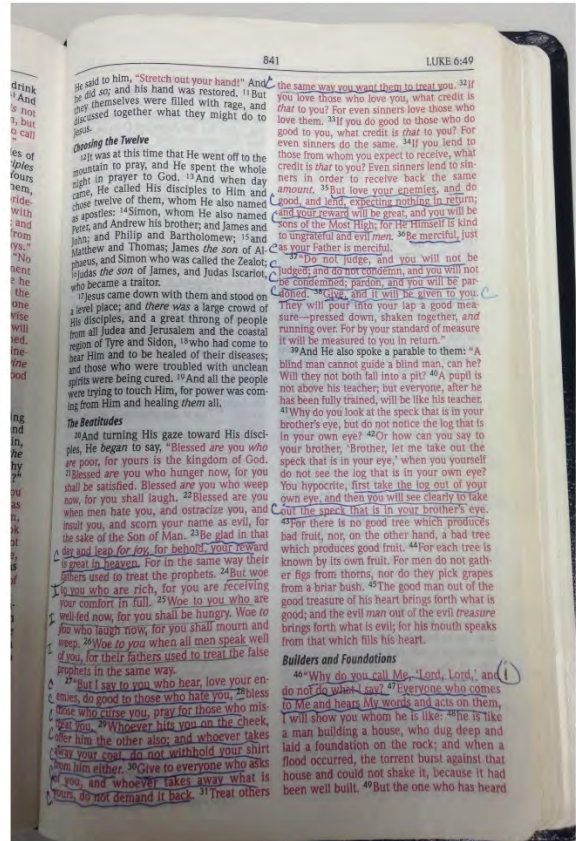 841
LUKE 6:49
drink
And
s not
n, but
o call
es of
ciples
Yours
hem,
ride-
with
; and
from
ys."
"No
ment
e he
the
one
vise
will
ned.
ine-
vine
ood
ng
nd
in,
he
hy
?"
ou
as
n,
ok
ot
e,
s
f
He said to him, "Stretch out your hand!" And
he did so; and his hand was restored. 11But
they themselves were filled with rage, and
discussed together what they might do to
Jesus.
Choosing the Twelve
12It was at this time that He went off to the
mountain to pray, and He spent the whole
night in prayer to God. 13And when day
came, He called His disciples to Him and
chose twelve of them, whom He also named
as apostles: 14Simon, whom He also named
Peter, and Andrew his brother; and James and
John; and Philip and Bartholomew; 15and
Matthew and Thomas; James the son of Al-
phaeus, and Simon who was called the Zealot;
16Judas the son of James, and Judas Iscariot,
who became a traitor.
17Jesus came down with them and stood on
a level place; and there was a large crowd of
His disciples, and a great throng of people
from all Judea and Jerusalem and the coastal
region of Tyre and Sidon, 18who had come to
hear Him and to be healed of their diseases;
and those who were troubled with unclean
spirits were being cured. 19And all the people
were trying to touch Him, for power was com-
ing from Him and healing them all.
The Beatitudes
20And turning His gaze toward His disci-
ples, He began to say, "Blessed are you who
are poor, for yours is the kingdom of God.
21Blessed are you who hunger now, for you
shall be satisfied. Blessed are you who weep
now, for you shall laugh. 22Blessed are you
when men hate you, and ostracize you, and
insult you, and scorn your name as evil, for
the sake of the Son of Man. 23Be glad in that
day and leap for joy, for behold, your reward
is great in heaven. For in the same way their
fathers used to treat the prophets. 24But woe
to you who are rich, for you are receiving
your comfort in full. 25Woe to you who are
well-fed now, for you shall be hungry. Woe to
you who laugh now, for you shall mourn and
weep. 26Woe to you when all men speak well
of you, for their fathers used to treat the false
prophets in the same way.
27"But I say to you who hear, love your en-
emies, do good to those who hate you, 28bless
those who curse you, pray for those who mis-
treat you. 29Whoever hits you on the cheek,
offer him the other also; and whoever takes
away your coat, do not withhold your shirt
from him either. 30Give to everyone who asks
of you, and whoever takes away what is
yours, do not demand it back. 31Treat others
the same way you want them to treat you. 32If
you love those who love you, what credit is
that to you? For even sinners love those who
love them. 33If you do good to those who do
good to you, what credit is that to you? For
even sinners do the same. 34If you lend to
those from whom you expect to receive, what
credit is that to you? Even sinners lend to sin-
ners in order to receive back the same
amount. 35But love your enemies, and do
good, and lend, expecting nothing in return;
and your reward will be great, and you will be
sons of the Most High; for He Himself is kind
to ungrateful and evil men. 36Be merciful, just
as your Father is merciful.
37"Do not judge, and you will not be
judged; and do not condemn, and you will not
be condemned; pardon, and you will be par-
doned. 38Give, and it will be given to you.
They will pour into your lap a good mea-
sure—pressed down, shaken together, and
running over. For by your standard of measure
it will be measured to you in return."
39And He also spoke a parable to them: "A
blind man cannot guide a blind man, can he?
Will they not both fall into a pit? 40A pupil is
not above his teacher; but everyone, after he
has been fully trained, will be like his teacher.
41Why do you look at the speck that is in your
brother's eye, but do not notice the log that is
in your own eye? 42Or how can you say to
your brother, 'Brother, let me take out the
speck that is in your eye,' when you yourself
do not see the log that is in your own eye?
You hypocrite, first take the log out of your
own eye, and then you will see clearly to take
out the speck that is in your brother's eye.
43For there is no good tree which produces
bad fruit, nor, on the other hand, a bad tree
which produces good fruit. 44For each tree is
known by its own fruit. For men do not gath-
er figs from thorns, nor do they pick grapes
from a briar bush. 45The good man out of the
good treasure of his heart brings forth what is
good; and the evil man out of the evil treasure
brings forth what is evil; for his mouth speaks
from that which fills his heart.
Builders and Foundations
46"Why do you call Me, 'Lord, Lord,' and
do not do what I say? 47Everyone who comes
to Me and hears My words and acts on them,
I will show you whom he is like: 48he is like
a man building a house, who dug deep and
laid a foundation on the rock; and when a
flood occurred, the torrent burst against that
house and could not shake it, because it had
been well built. 49But the one who has heard